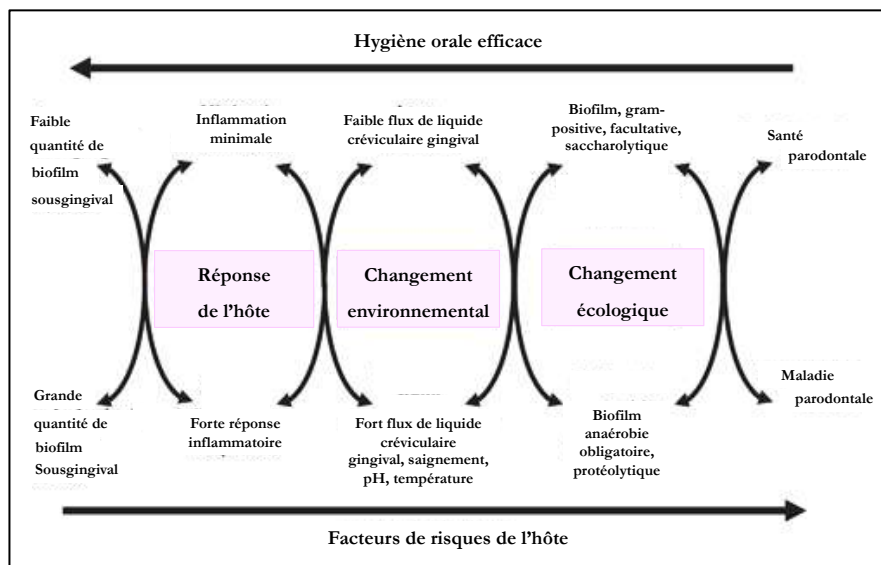 Hygiène orale efficace
Faible
quantité de
biofilm
sousgingival
Inflammation
minimale
Faible flux de liquide
créviculaire gingival
Biofilm, gram-
positive, facultative,
saccharolytique
Santé
parodontale
Réponse
de l'hôte
Changement
environnemental
Changement
écologique
Grande
quantité de
biofilm
Sousgingival
Forte réponse
inflammatoire
Fort flux de liquide
créviculaire
gingival, saignement,
pH, température
Biofilm
anaérobie
obligatoire,
protéolytique
Maladie
parodontale
Facteurs de risques de l'hôte